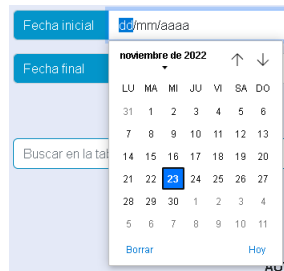 Fecha inicial dd/mm/aaaa
noviembre de 2022
Fecha final
LU MA MI JU VI SA DO
31 1 2 3 4 5 6
7 8 9 10 11 12 13
Buscar en la tab
14 15 16 17 18 19 20
21 22 23 24 25 26 27
28 29 30 1 2 3 4
5 6 7 8 9 10 11
Borrar Hoy